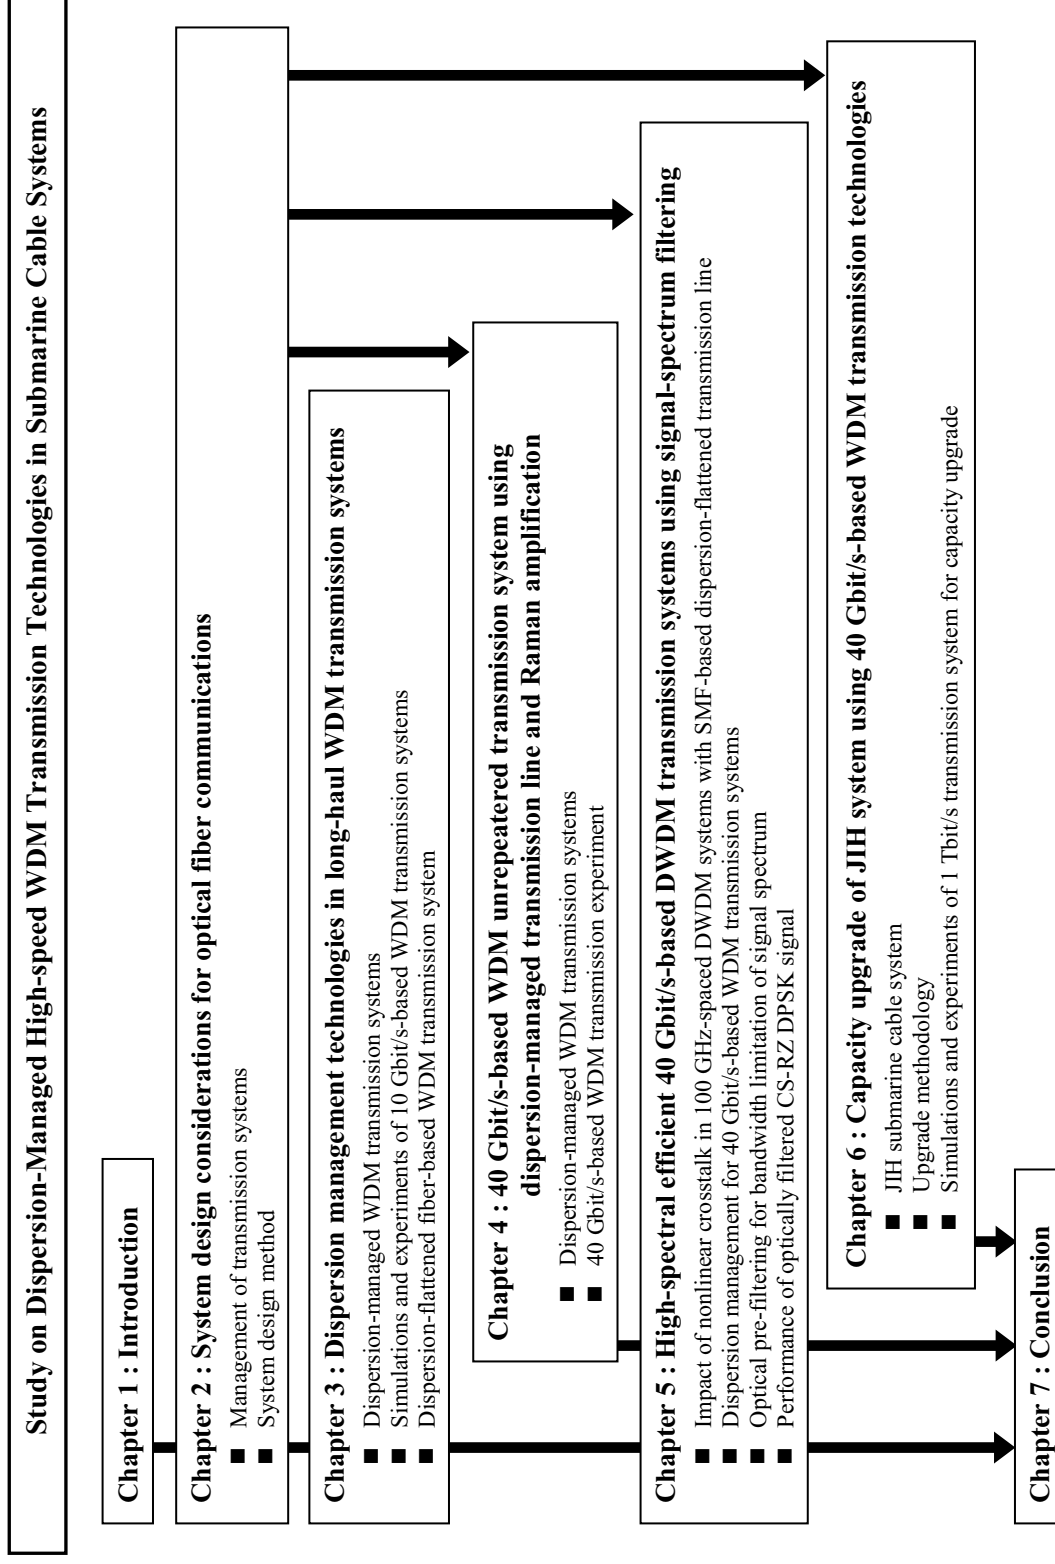 Study on Dispersion-Managed High-speed WDM Transmission Technologies in Submarine Cable Systems
Chapter 1 : Introduction
Chapter 2 : System design considerations for optical fiber communications
■ Management of transmission systems
■ System design method
Chapter 3 : Dispersion management technologies in long-haul WDM transmission systems
■ Dispersion-managed WDM transmission systems
■ Simulations and experiments of 10 Gbit/s-based WDM transmission systems
■ Dispersion-flattened fiber-based WDM transmission system
Chapter 4 : 40 Gbit/s-based WDM unrepeatered transmission system using
dispersion-managed transmission line and Raman amplification
■ Dispersion-managed WDM transmission systems
■ 40 Gbit/s-based WDM transmission experiment
Chapter 5 : High-spectral efficient 40 Gbit/s-based DWDM transmission systems using signal-spectrum filtering
■ Impact of nonlinear crosstalk in 100 GHz-spaced DWDM systems with SMF-based dispersion-flattened transmission line
■ Dispersion management for 40 Gbit/s-based WDM transmission systems
■ Optical pre-filtering for bandwidth limitation of signal spectrum
■ Performance of optically filtered CS-RZ DPSK signal
Chapter 6 : Capacity upgrade of JIH system using 40 Gbit/s-based WDM transmission technologies
■ JIH submarine cable system
■ Upgrade methodology
■ Simulations and experiments of 1 Tbit/s transmission system for capacity upgrade
Chapter 7 : Conclusion